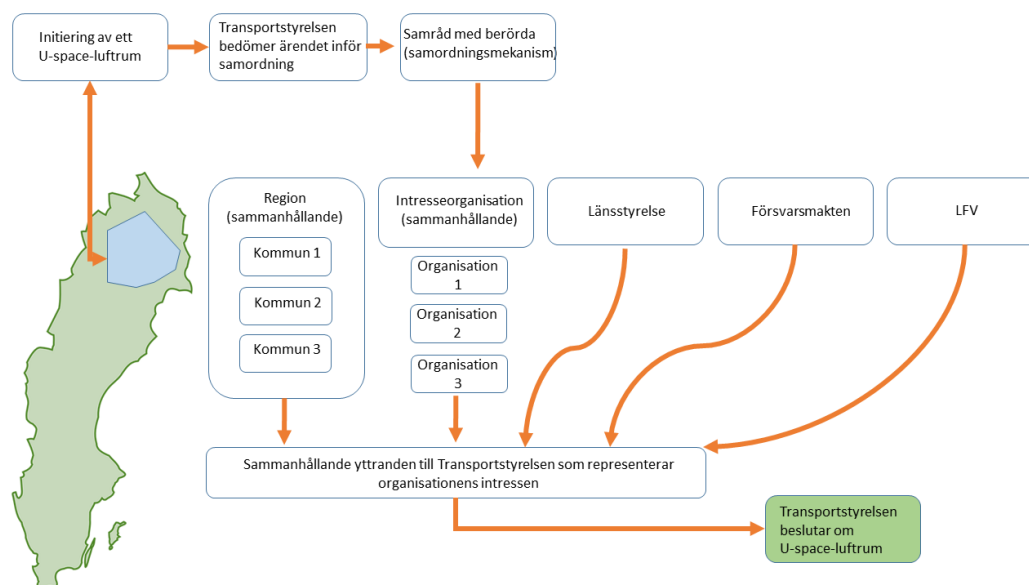 Initiering av ett
U-space-luftrum
Transportstyrelsen
bedömer ärendet inför
samordning
Samråd med berörda
(samordningsmekanism)
Region
(sammanhållande)
Kommun 1
Kommun 2
Kommun 3
Intresseorganisation
(sammanhållande)
Organisation
1
Organisation
2
Organisation
3
Länsstyrelse
Försvarsmakten
LFV
Sammanhållande yttranden till Transportstyrelsen som representerar
organisationens intressen
Transportstyrelsen
beslutar om
U-space-luftrum